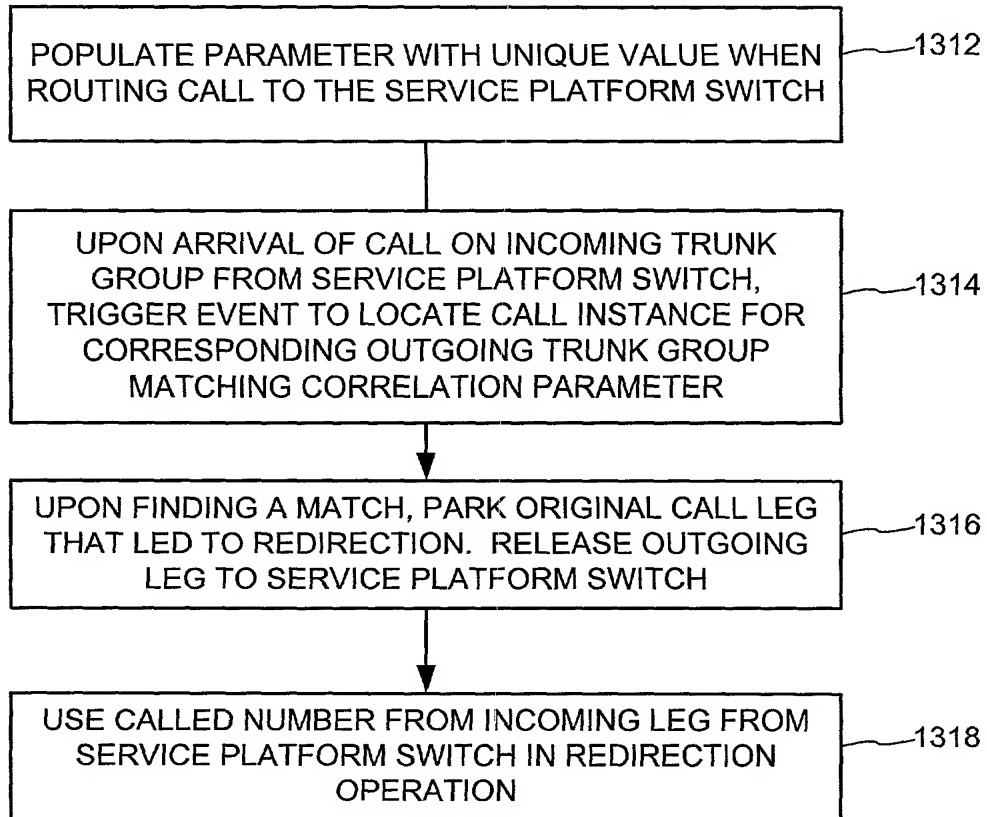 POPULATE PARAMETER WITH UNIQUE VALUE WHEN
ROUTING CALL TO THE SERVICE PLATFORM SWITCH
1312
UPON ARRIVAL OF CALL ON INCOMING TRUNK
GROUP FROM SERVICE PLATFORM SWITCH,
TRIGGER EVENT TO LOCATE CALL INSTANCE FOR
CORRESPONDING OUTGOING TRUNK GROUP
MATCHING CORRELATION PARAMETER
1314
UPON FINDING A MATCH, PARK ORIGINAL CALL LEG
THAT LED TO REDIRECTION. RELEASE OUTGOING
LEG TO SERVICE PLATFORM SWITCH
1316
USE CALLED NUMBER FROM INCOMING LEG FROM
SERVICE PLATFORM SWITCH IN REDIRECTION
OPERATION
1318